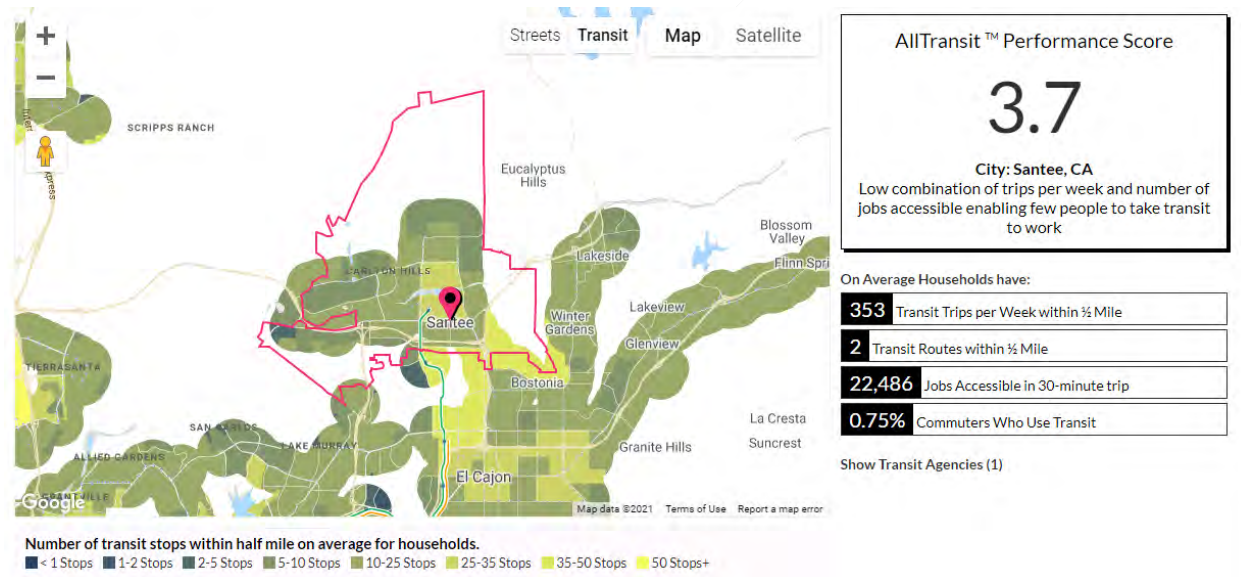 +
Streets Transit Map Satellite
−
SCRIPPS RANCH
Eucalyptus
Hills
Blossom
Valley
Lakeside
Flinn Spri
CARLTON HILLS
Lakeview
Santee
Winter
Gardens
Glenview
TIERRASANTA
Bostonia
La Cresta
SAN CARLOS
LAKE MURRAY
Granite Hills
Suncrest
ALLIED GARDENS
El Cajon
GRANTVILLE
Google
Map data ©2021 Terms of Use Report a map error
Number of transit stops within half mile on average for households.
< 1 Stops 1-2 Stops 2-5 Stops 5-10 Stops 10-25 Stops 25-35 Stops 35-50 Stops 50 Stops+
AllTransit ™ Performance Score
3.7
City: Santee, CA
Low combination of trips per week and number of
jobs accessible enabling few people to take transit
to work
On Average Households have:
353 Transit Trips per Week within ½ Mile
2 Transit Routes within ½ Mile
22,486 Jobs Accessible in 30-minute trip
0.75% Commuters Who Use Transit
Show Transit Agencies (1)